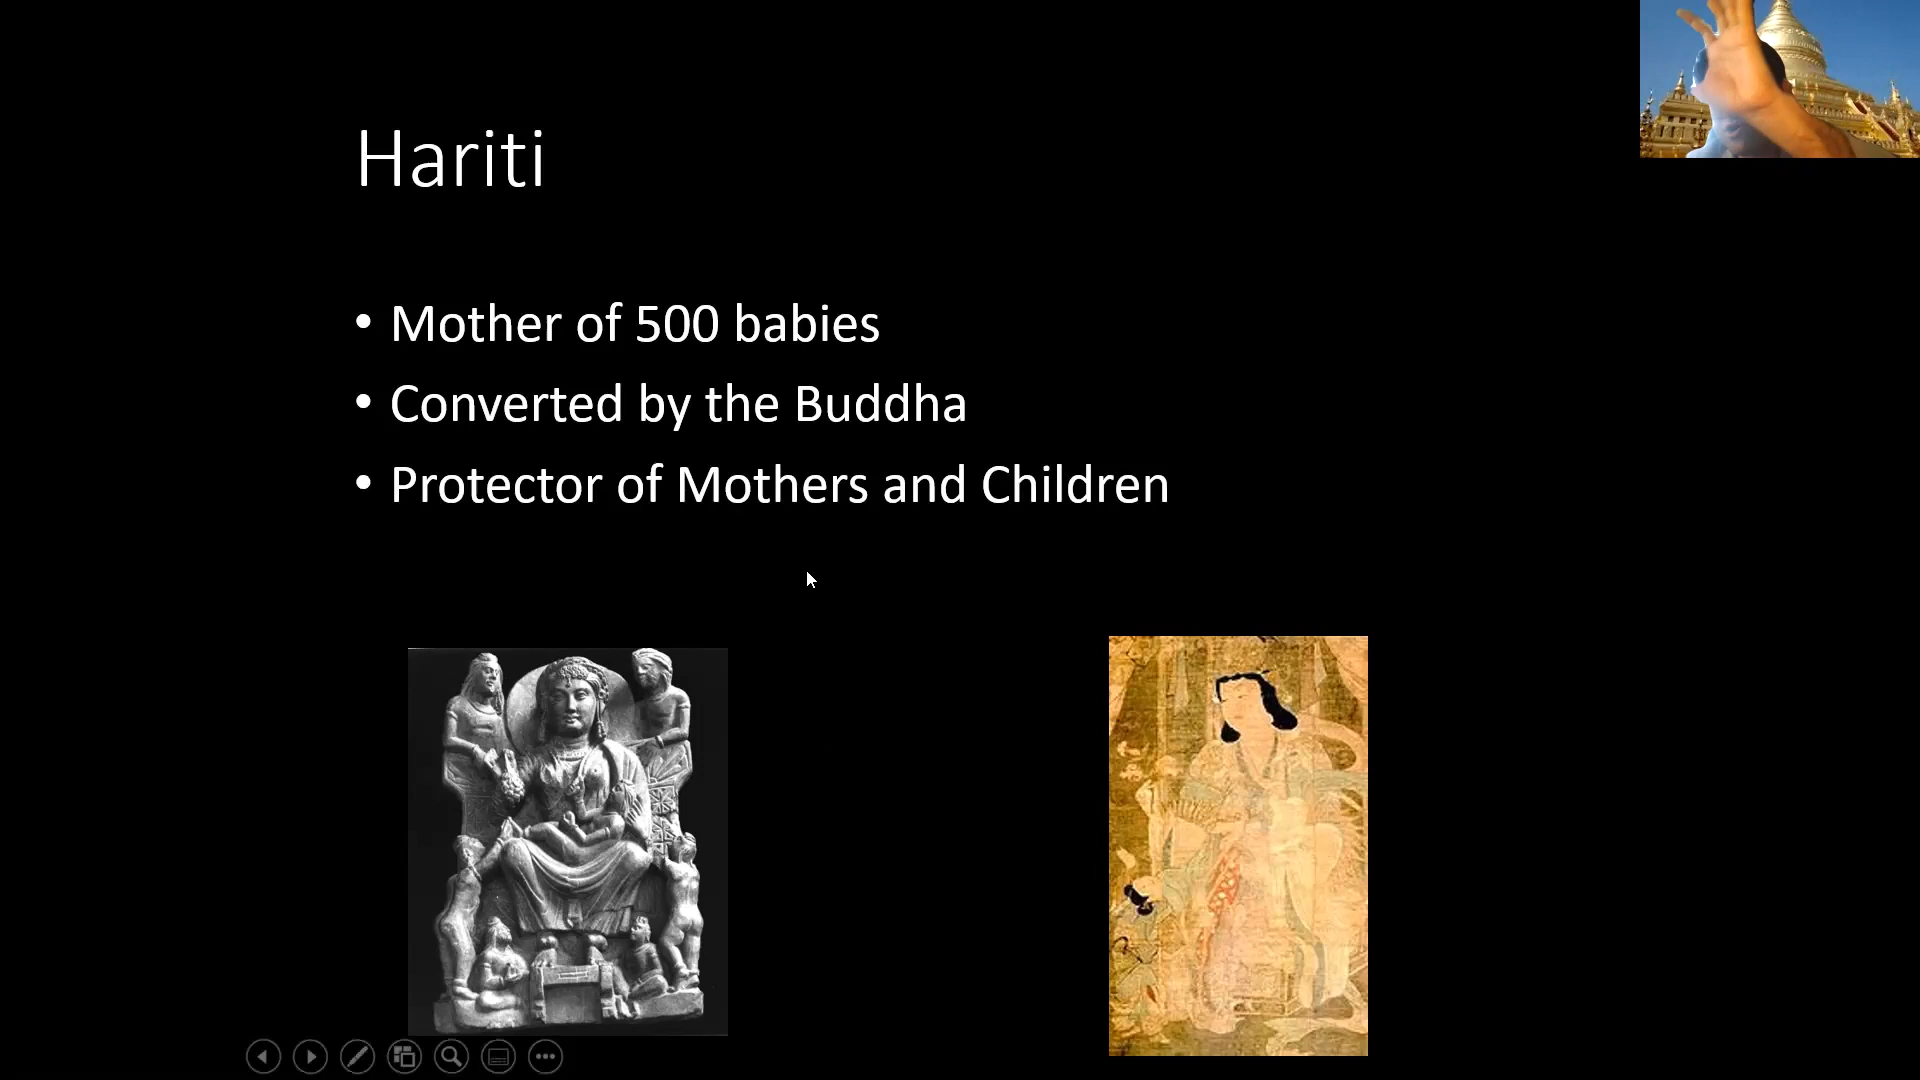 Hariti
• Mother of 500 babies
• Converted by the Buddha
• Protector of Mothers and Children